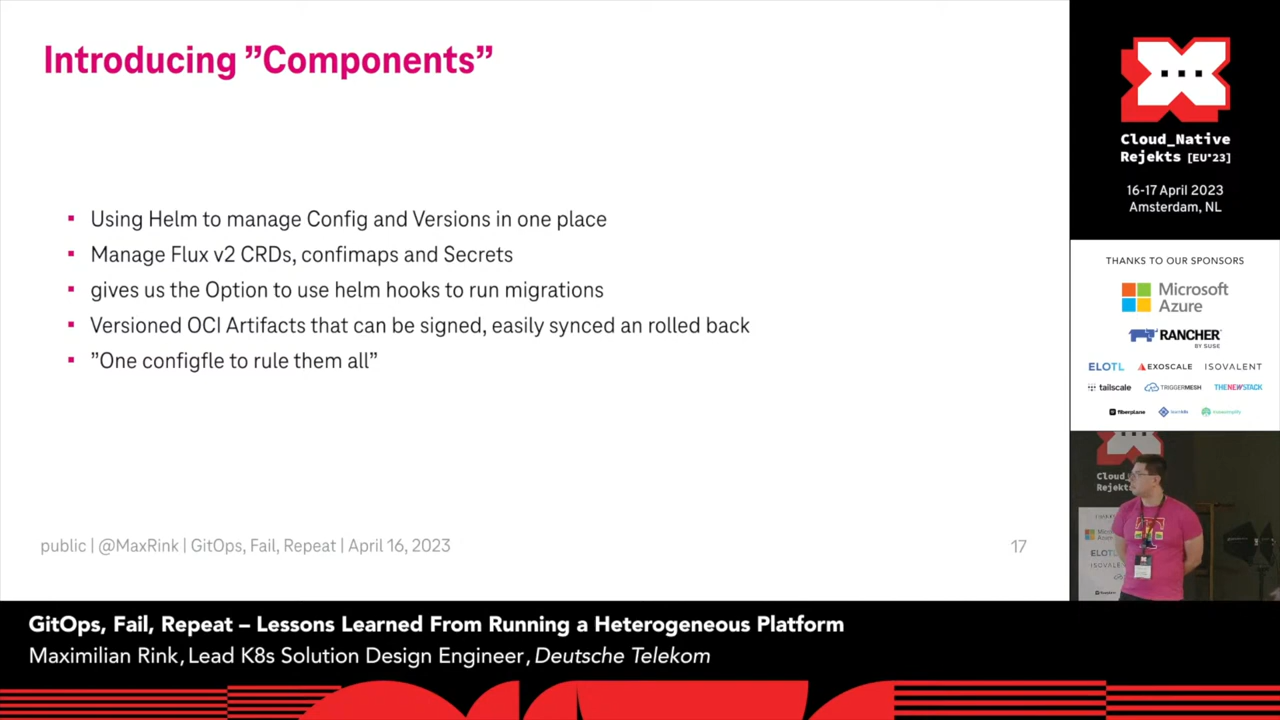 Introducing ”Components”
Using Helm to manage Config and Versions in one place
Manage Flux v2 CRDs, confimaps and Secrets
gives us the Option to use helm hooks to run migrations
Versioned OCI Artifacts that can be signed, easily synced an rolled back
”One configfle to rule them all”
public | @MaxRink | GitOps, Fail, Repeat | April 16, 2023
17
Cloud_Native
Rejekts [EU'23]
16-17 April 2023
Amsterdam, NL
THANKS TO OUR SPONSORS
Microsoft
Azure
RANCHER
BY SUSE
ELOTL
EXOSCALE
ISOVALENT
tailscale
TRIGGERMESH
THENEWSTACK
fiberplane
GitOps, Fail, Repeat – Lessons Learned From Running a Heterogeneous Platform
Maximilian Rink, Lead K8s Solution Design Engineer, Deutsche Telekom